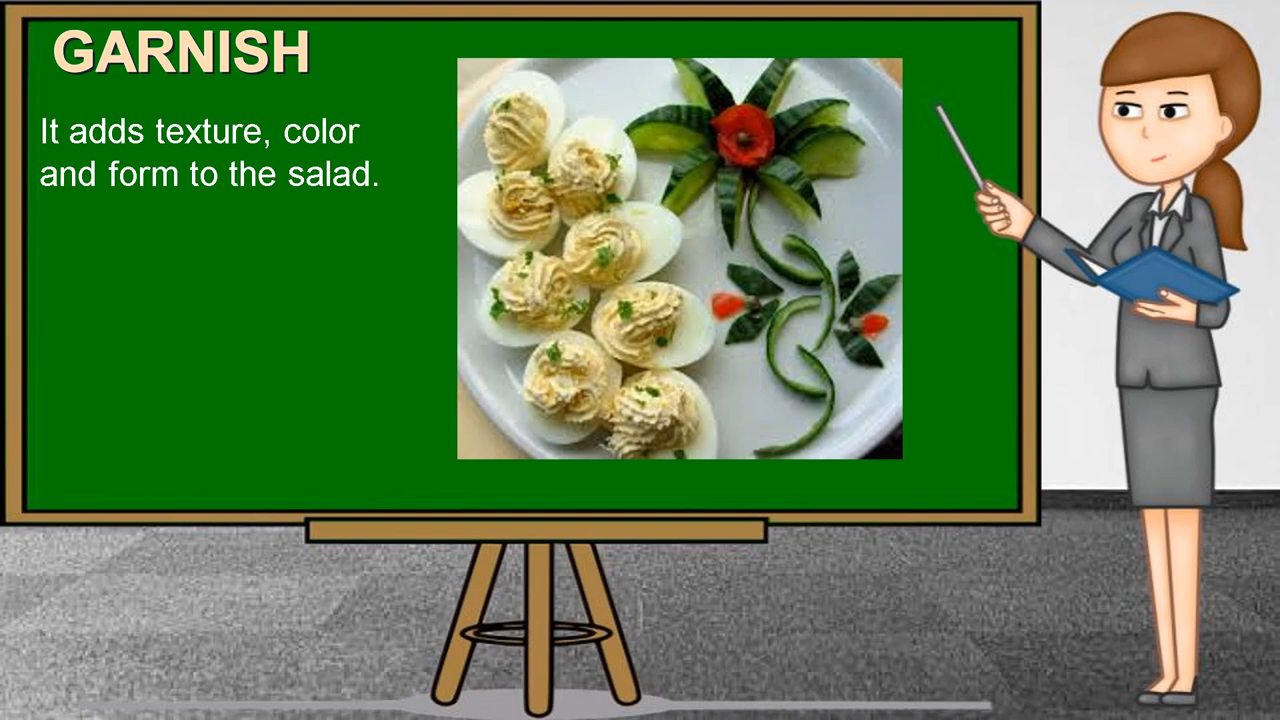 GARNISH
It adds texture, color
and form to the salad.